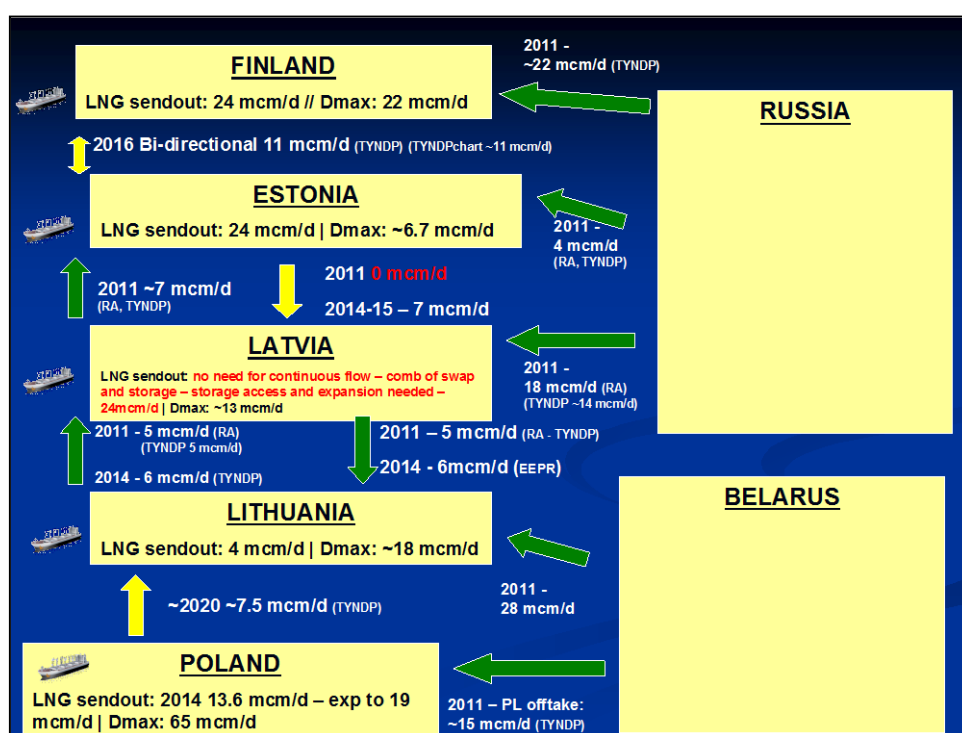 2011 -
~22 mcm/d (TYNDP)
FINLAND
LNG sendout: 24 mcm/d // Dmax: 22 mcm/d
RUSSIA
2016 Bi-directional 11 mcm/d (TYNDP) (TYNDPchart ~11 mcm/d)
ESTONIA
LNG sendout: 24 mcm/d | Dmax: ~6.7 mcm/d
2011 -
4 mcm/d
(RA, TYNDP)
2011 ~7 mcm/d
(RA, TYNDP)
2011 0 mcm/d
2014-15 – 7 mcm/d
LATVIA
LNG sendout: no need for continuous flow – comb of swap
and storage – storage access and expansion needed –
24mcm/d | Dmax: ~13 mcm/d
2011 -
18 mcm/d (RA)
(TYNDP ~14 mcm/d)
2011 - 5 mcm/d (RA)
(TYNDP 5 mcm/d)
2014 - 6 mcm/d (TYNDP)
2011 – 5 mcm/d (RA - TYNDP)
2014 - 6mcm/d (EEPR)
LITHUANIA
LNG sendout: 4 mcm/d | Dmax: ~18 mcm/d
BELARUS
2011 -
28 mcm/d
~2020 ~7.5 mcm/d (TYNDP)
POLAND
LNG sendout: 2014 13.6 mcm/d – exp to 19
mcm/d | Dmax: 65 mcm/d
2011 – PL offtake:
~15 mcm/d (TYNDP)